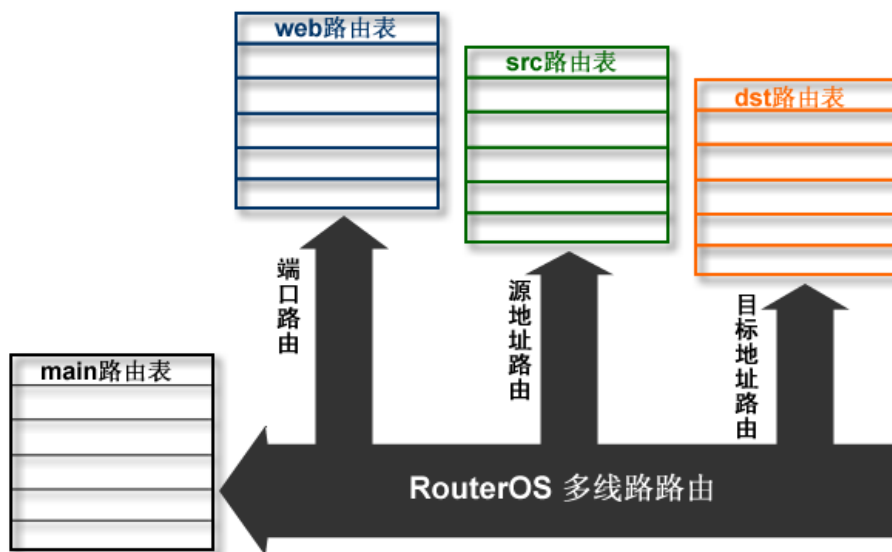 web路由表
src路由表
dst路由表
端口路由
源地址路由
目标地址路由
main路由表
RouterOS 多线路路由